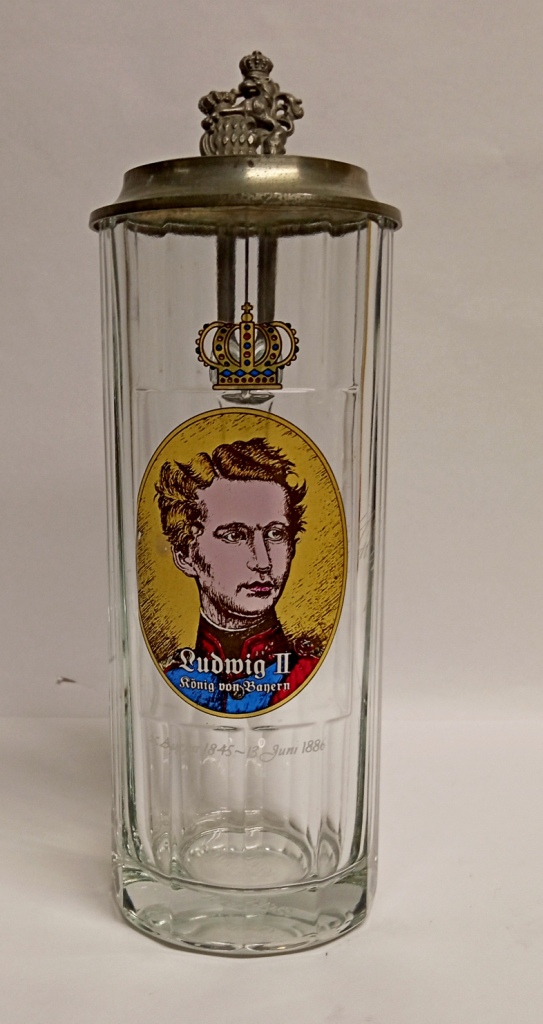 Ludwig II
König von Bayern
1845 ~ 13. Juni 1886